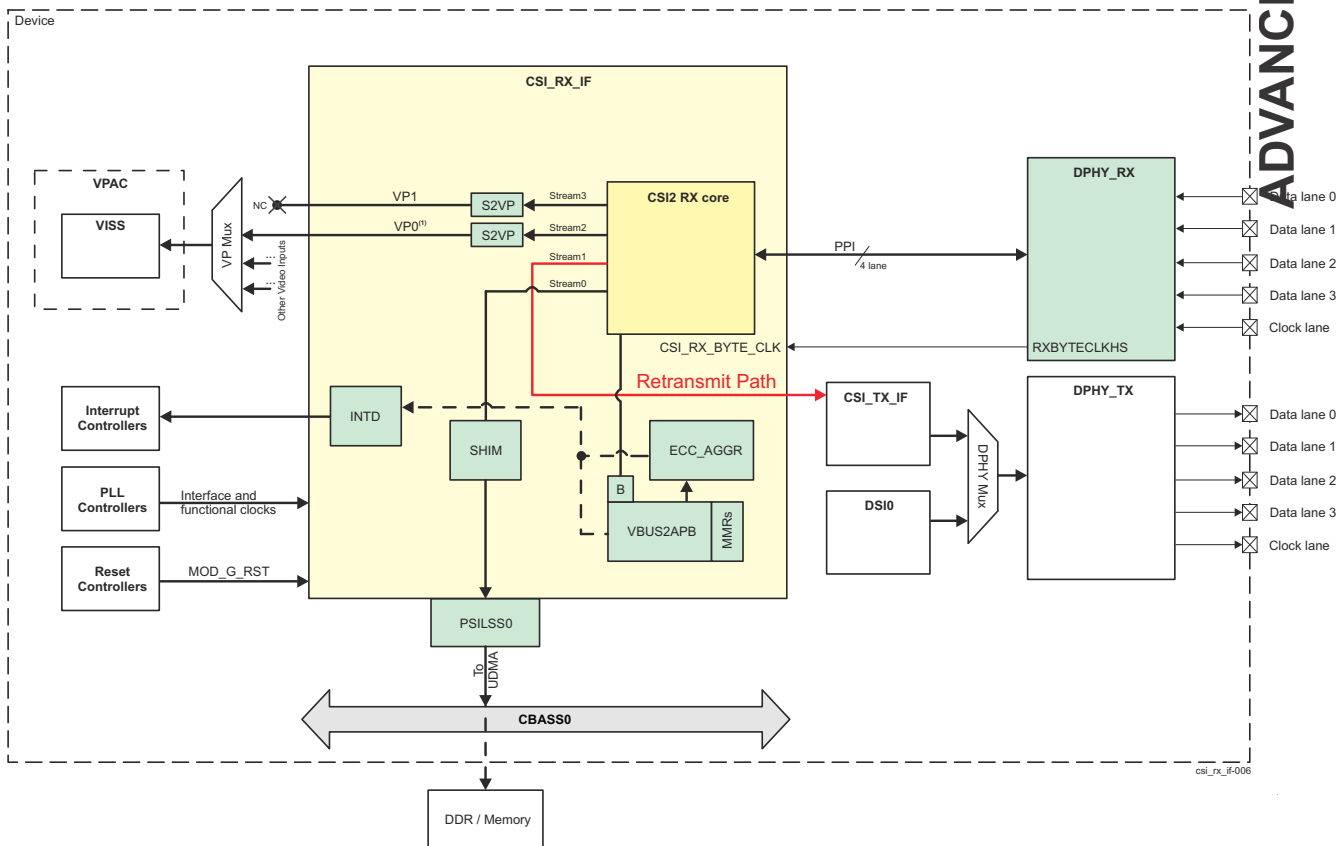 Device
ADVANCE
CSI_RX_IF
VPAC
VISS
VP Mux
NC
VP1
VP0(1)
S2VP
S2VP
Stream3
Stream2
Stream1
Stream0
CSI2 RX core
PPI
4 lane
DPHY_RX
Data lane 0
Data lane 1
Data lane 2
Data lane 3
Clock lane
...
...
Other Video Inputs
CSI_RX_BYTE_CLK
RXBYTECLKHS
Retransmit Path
CSI_TX_IF
DPHY_TX
DPHY Mux
DSI0
Data lane 0
Data lane 1
Data lane 2
Data lane 3
Clock lane
Interrupt
Controllers
INTD
SHIM
ECC_AGGR
B
VBUS2APB
MMRs
PLL
Controllers
Interface and
functional clocks
Reset
Controllers
MOD_G_RST
PSILSS0
To
UDMA
CBASS0
csi_rx_if-006
DDR / Memory